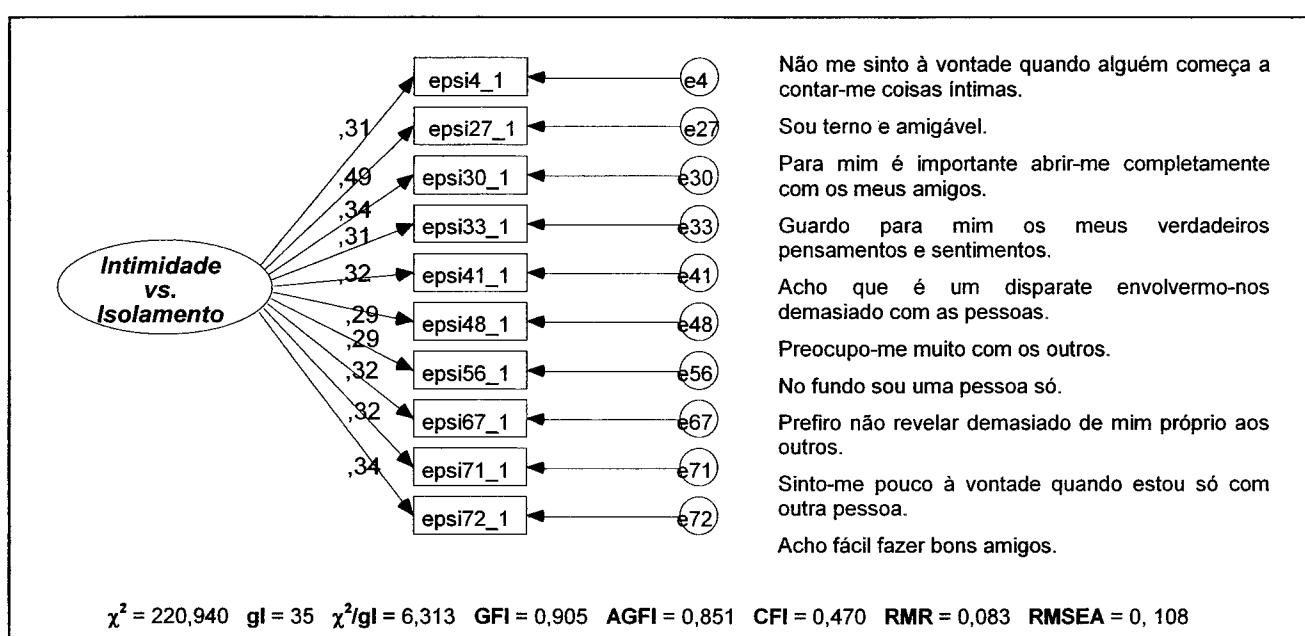 epsi4_1 e4
,31
epsi27_1 e27
,49
epsi30_1 e30
,34
epsi33_1 e33
,31
epsi41_1 e41
,32
epsi48_1 e48
,29
epsi56_1 e56
,29
epsi67_1 e67
,32
epsi71_1 e71
,32
epsi72_1 e72
,34
Intimidade
vs.
Isolamento
Não me sinto à vontade quando alguém começa a
contar-me coisas íntimas.
Sou terno e amigável.
Para mim é importante abrir-me completamente
com os meus amigos.
Guardo para mim os meus verdadeiros
pensamentos e sentimentos.
Acho que é um disparate envolvermo-nos
demasiado com as pessoas.
Preocupo-me muito com os outros.
No fundo sou uma pessoa só.
Prefiro não revelar demasiado de mim próprio aos
outros.
Sinto-me pouco à vontade quando estou só com
outra pessoa.
Acho fácil fazer bons amigos.
χ² = 220,940 gl = 35 χ²/gl = 6,313 GFI = 0,905 AGFI = 0,851 CFI = 0,470 RMR = 0,083 RMSEA = 0, 108